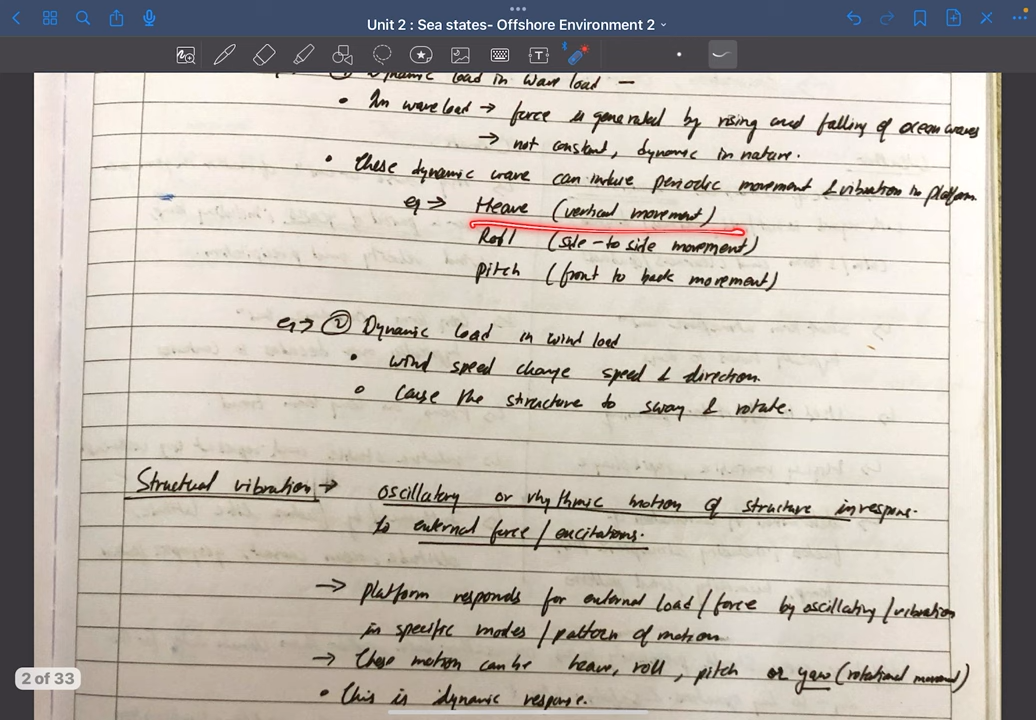 Unit 2 : Sea states- Offshore Environment 2
Dynamic load in wave load —
• In wave load → force is generated by rising and falling of ocean waves
→ not constant, dynamic in nature.
• These dynamic wave can induce periodic movement & vibration in platform.
eg → Heave (vertical movement)
Roll (side-to side movement)
pitch (front to back movement)
eg → ② Dynamic load in wind load
• wind speed change speed & direction.
• cause the structure to sway & rotate.
Structual vibration → oscillatory or rhythmic motion of structure in respons.
to external force / excitations.
→ platform responds for external load / force by oscillating / vibration
in specific modes / pattern of motion
→ These motion can be heave, roll, pitch or yaw (rotational movement)
• This is dynamic response.
2 of 33